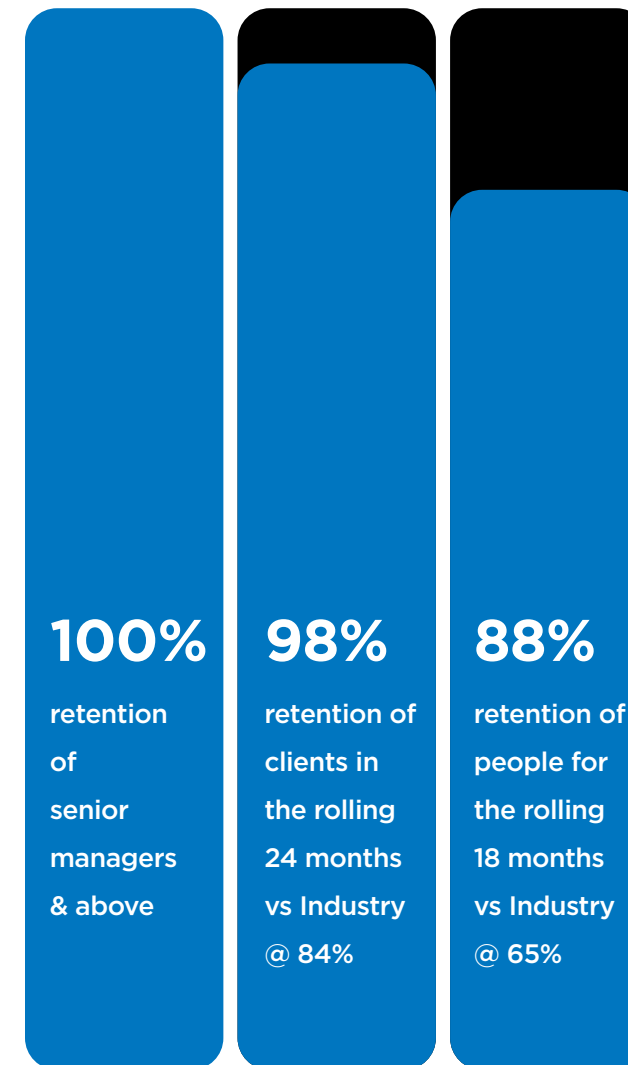 100%
retention
of
senior
managers
& above
98%
retention of
clients in
the rolling
24 months
vs Industry
@ 84%
88%
retention of
people for
the rolling
18 months
vs Industry
@ 65%